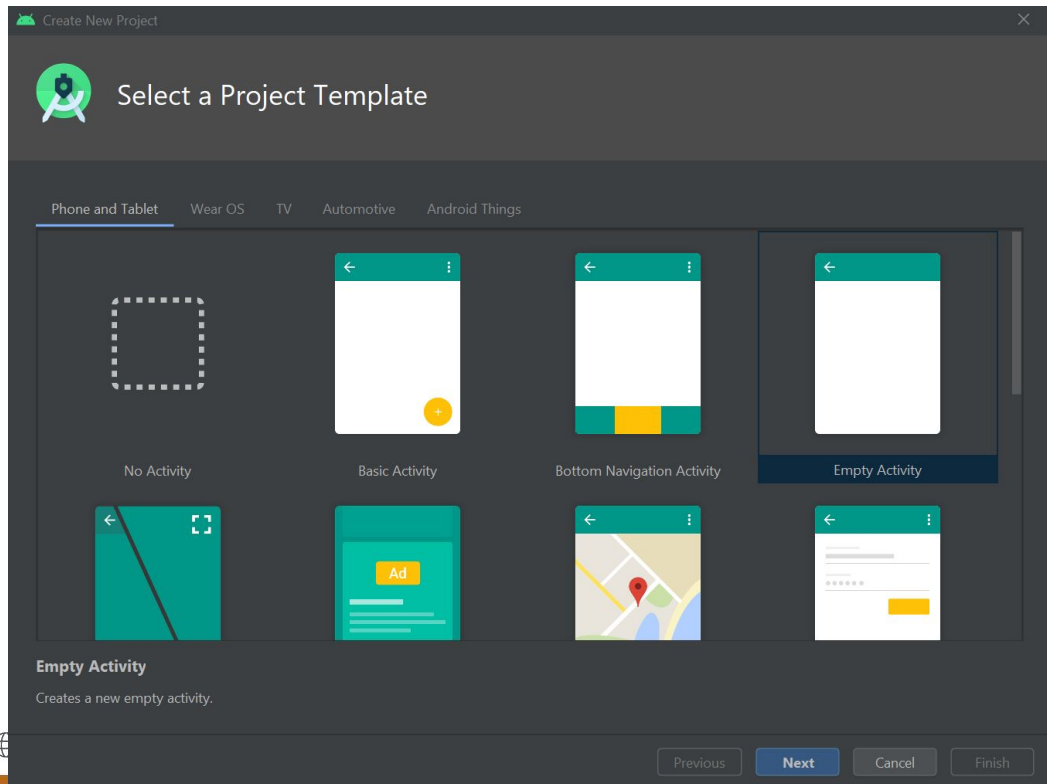 Create New Project
Select a Project Template
Phone and Tablet Wear OS TV Automotive Android Things
No Activity Basic Activity Bottom Navigation Activity Empty Activity
Ad
Empty Activity
Creates a new empty activity.
Previous Next Cancel Finish